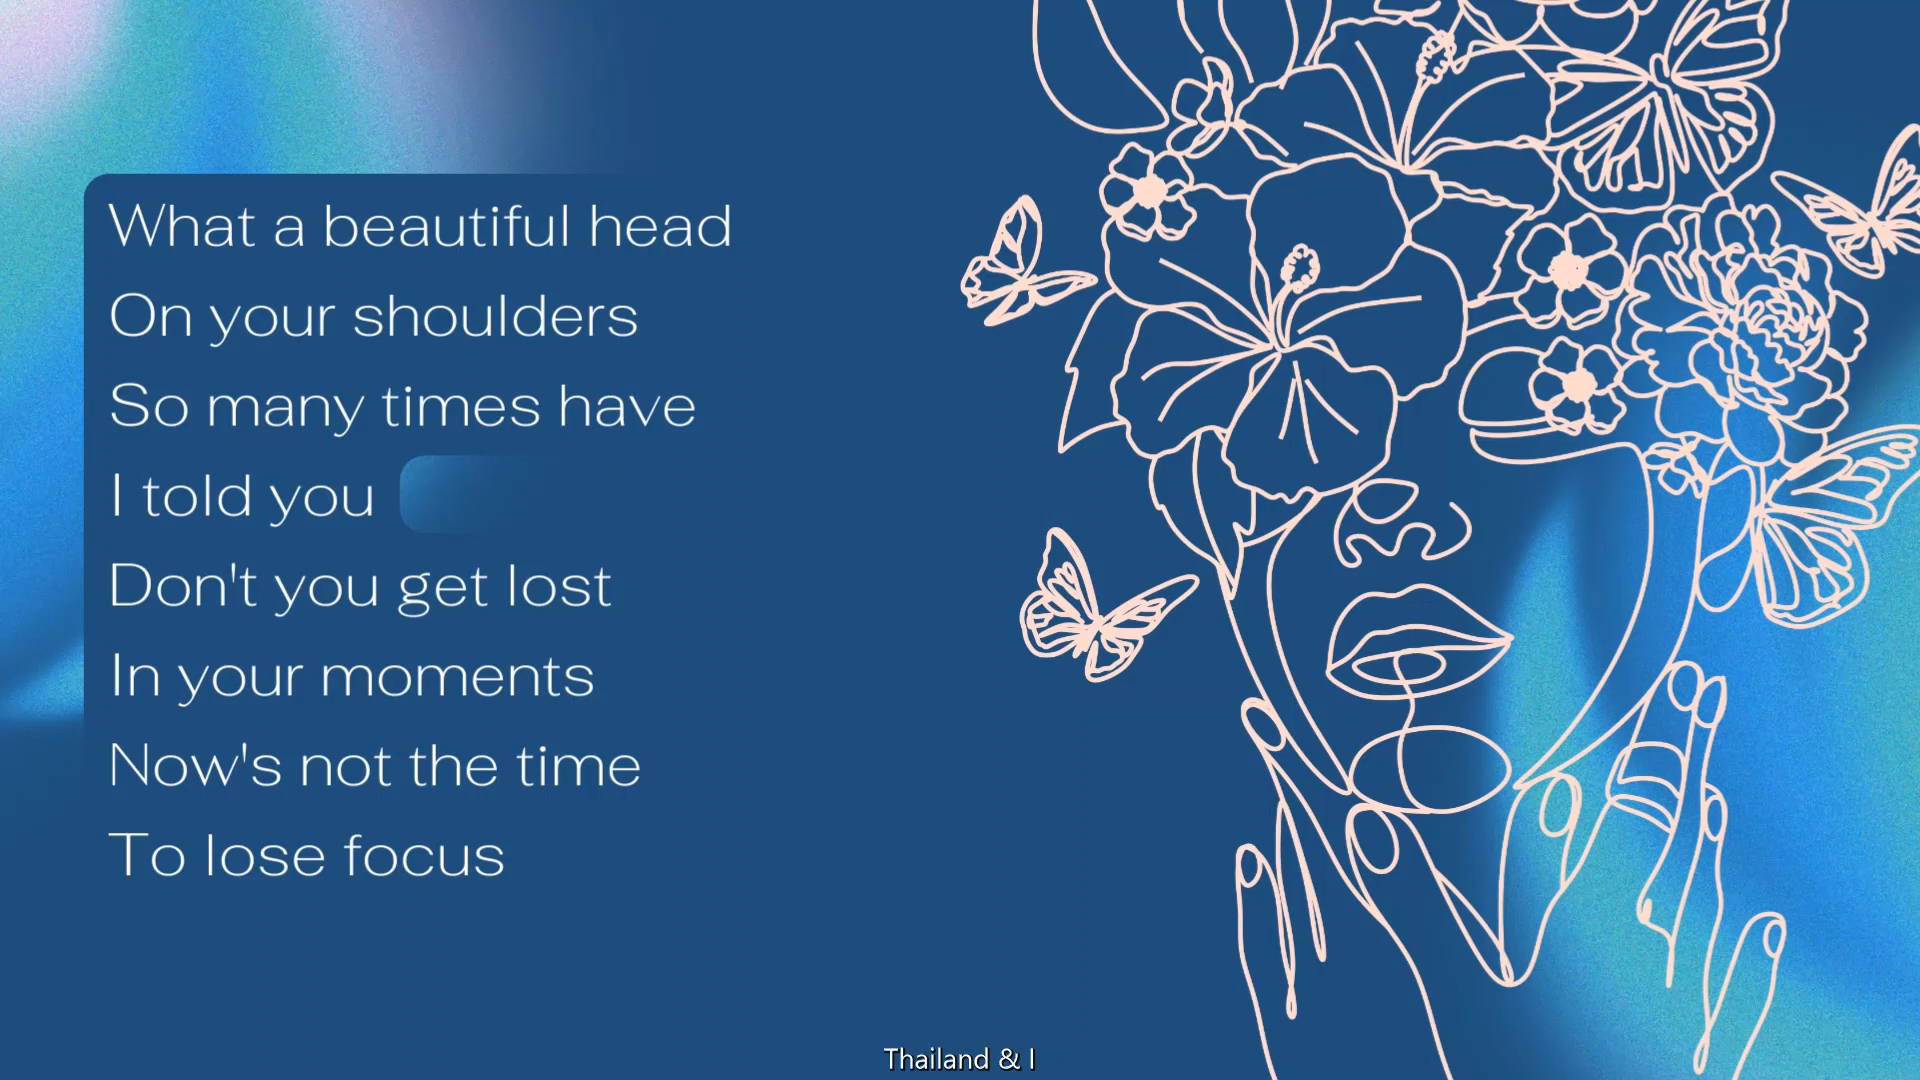 What a beautiful head
On your shoulders
So many times have
I told you
Don't you get lost
In your moments
Now's not the time
To lose focus
Thailand & I